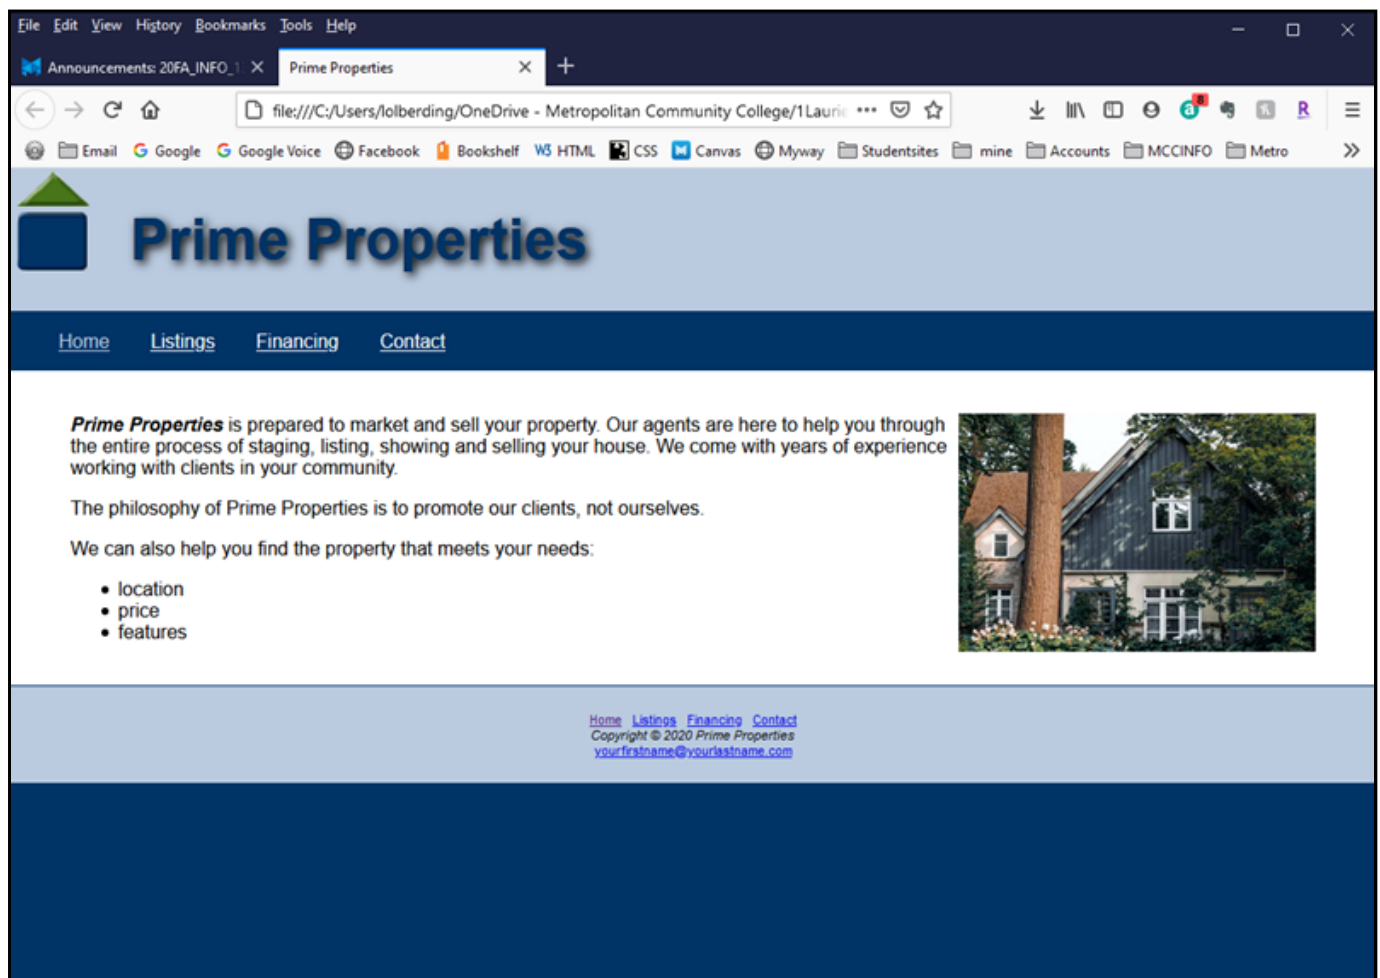 File Edit View History Bookmarks Tools Help
Announcements: 20FA_INFO_1 Prime Properties
file:///C:/Users/lolberding/OneDrive - Metropolitan Community College/1Laurie
Email Google Google Voice Facebook Bookshelf HTML CSS Canvas Myway Studentsites mine Accounts MCCINFO Metro
Prime Properties
Home Listings Financing Contact
Prime Properties is prepared to market and sell your property. Our agents are here to help you through
the entire process of staging, listing, showing and selling your house. We come with years of experience
working with clients in your community.
The philosophy of Prime Properties is to promote our clients, not ourselves.
We can also help you find the property that meets your needs:
• location
• price
• features
Home Listings Financing Contact
Copyright © 2020 Prime Properties
yourfirstname@yourlastname.com